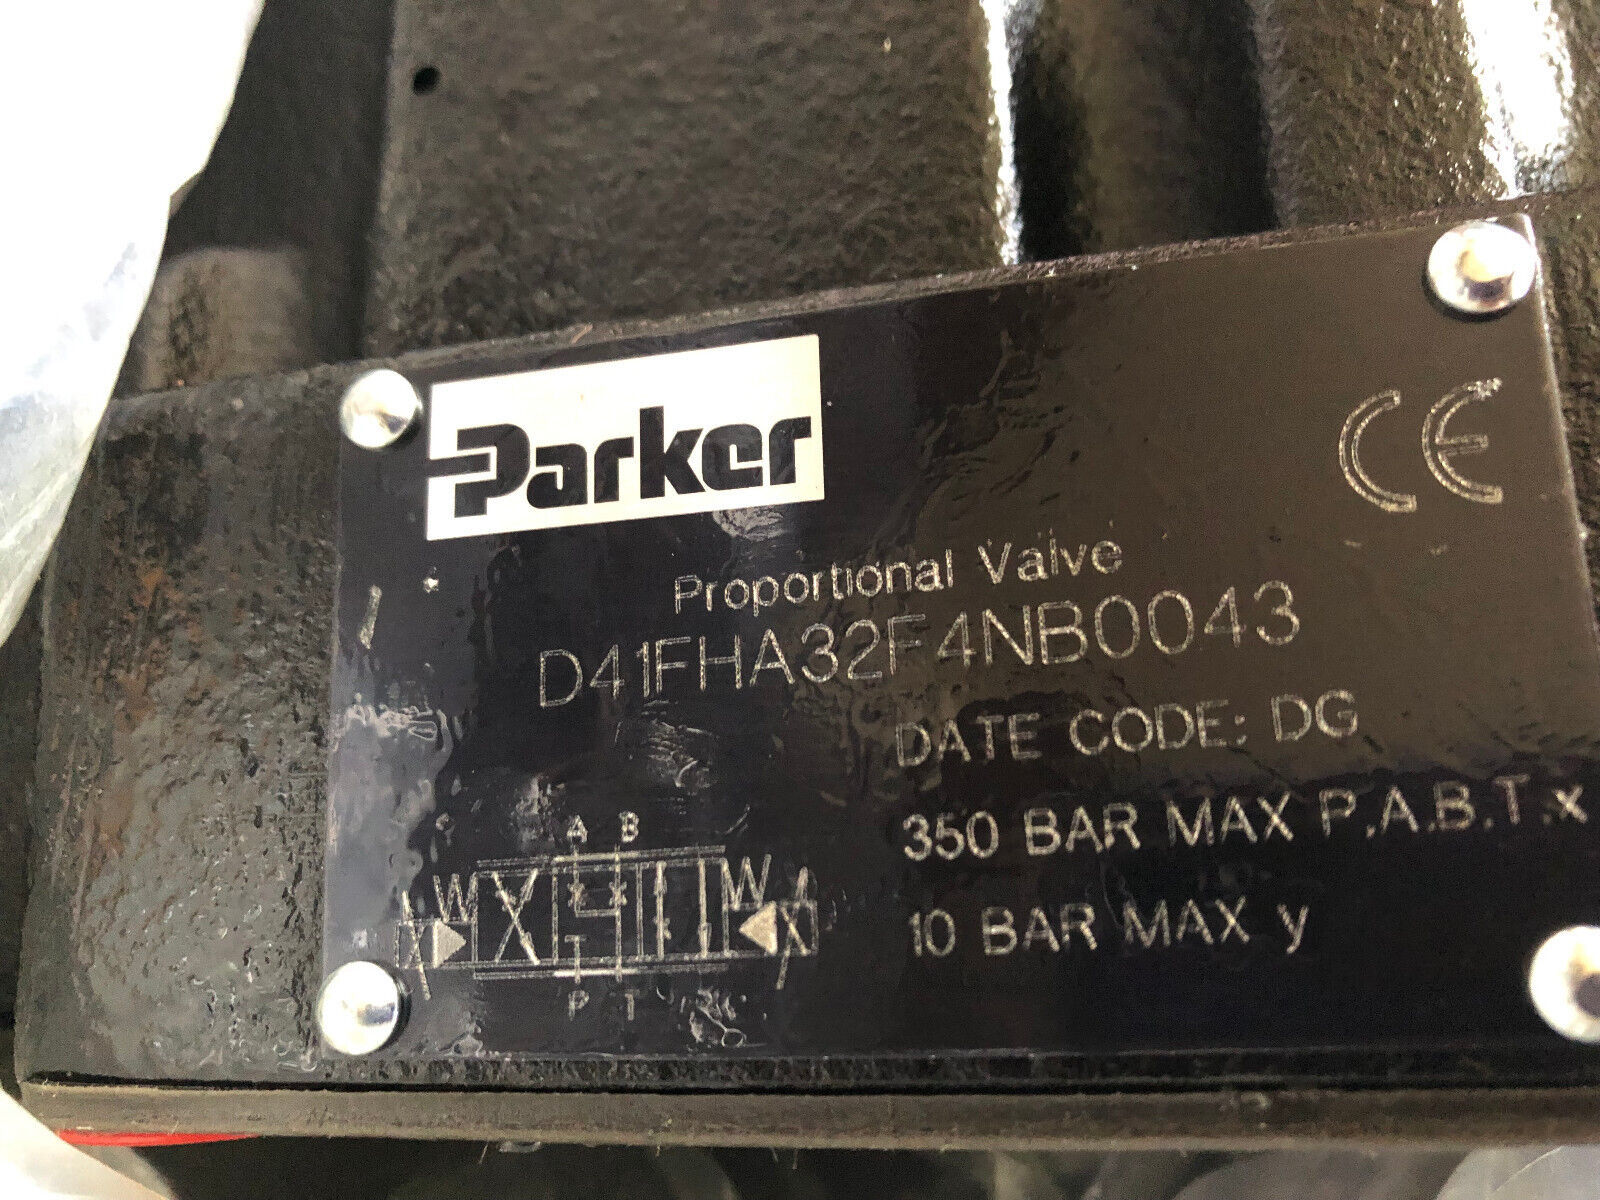 Parker
CE
Proportional Valve
D41FHA32F4NB0043
DATE CODE: DG
350 BAR MAX P.A.B.T.x
10 BAR MAX y
A B
W W
P T